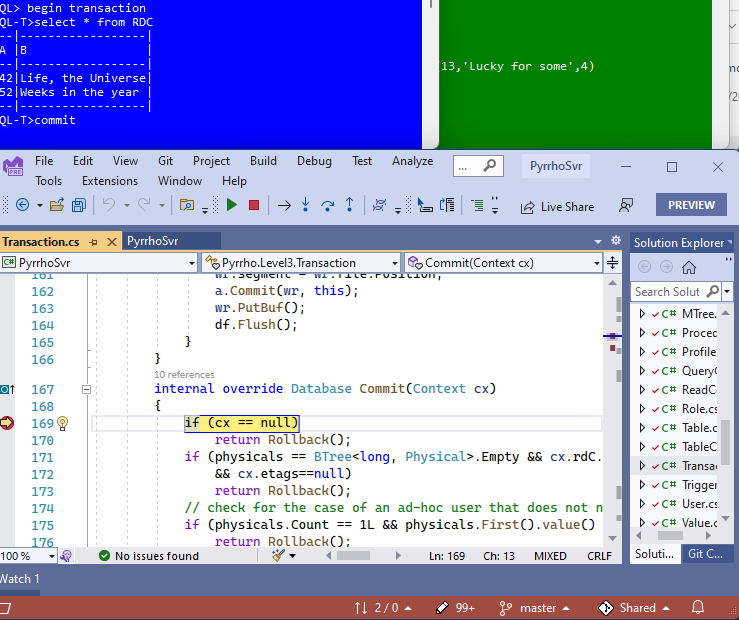 QL> begin transaction
QL-T>select * from RDC
--|------------------|
A |B |
--|------------------|
42|Life, the Universe|
52|Weeks in the year |
--|------------------|
QL-T>commit
13,'Lucky for some',4)
File Edit View Git Project Build Debug Test Analyze ... PyrrhoSvr
Tools Extensions Window Help
Live Share PREVIEW
Transaction.cs PyrrhoSvr
Solution Explorer
PyrrhoSvr Pyrrho.Level3.Transaction Commit(Context cx)
Search Solut
161 wr.segment = wr.file.Position;
162 a.Commit(wr, this);
163 wr.PutBuf();
164 df.Flush();
165 }
166 }
10 references
167 internal override Database Commit(Context cx)
168 {
169 if (cx == null)
170 return Rollback();
171 if (physicals == BTree<long, Physical>.Empty && cx.rdC.
172 && cx.etags==null)
173 return Rollback();
174 // check for the case of an ad-hoc user that does not n
175 if (physicals.Count == 1L && physicals.First().value()
176 return Rollback();
C# MTree.
C# Proced
C# Profile
C# Query
C# ReadC
C# Role.cs
C# Table.c
C# TableC
C# Transa
C# Trigger
C# User.cs
C# Value.c
100 % No issues found Ln: 169 Ch: 13 MIXED CRLF
Soluti... Git C...
Watch 1
2 / 0 99+ master Shared